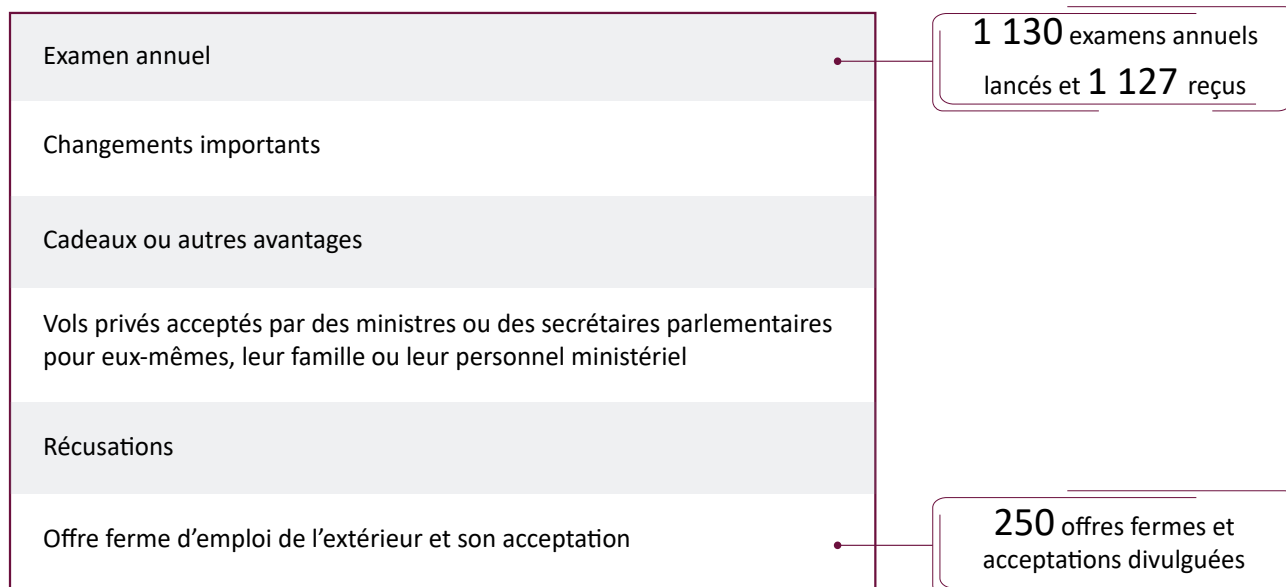 Examen annuel
1 130 examens annuels
lancés et 1 127 reçus
Changements importants
Cadeaux ou autres avantages
Vols privés acceptés par des ministres ou des secrétaires parlementaires
pour eux-mêmes, leur famille ou leur personnel ministériel
Récusations
Offre ferme d’emploi de l’extérieur et son acceptation
250 offres fermes et
acceptations divulguées